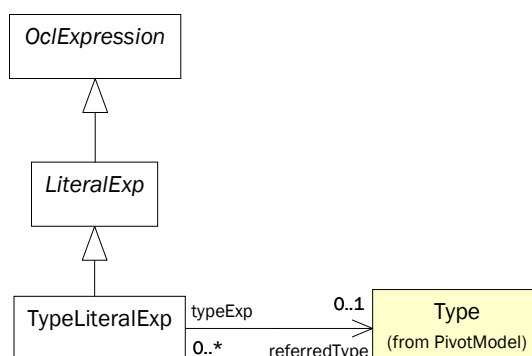 OclExpression
LiteralExp
TypeLiteralExp
typeExp
0..1
0..*
referredType
Type
(from PivotModel)